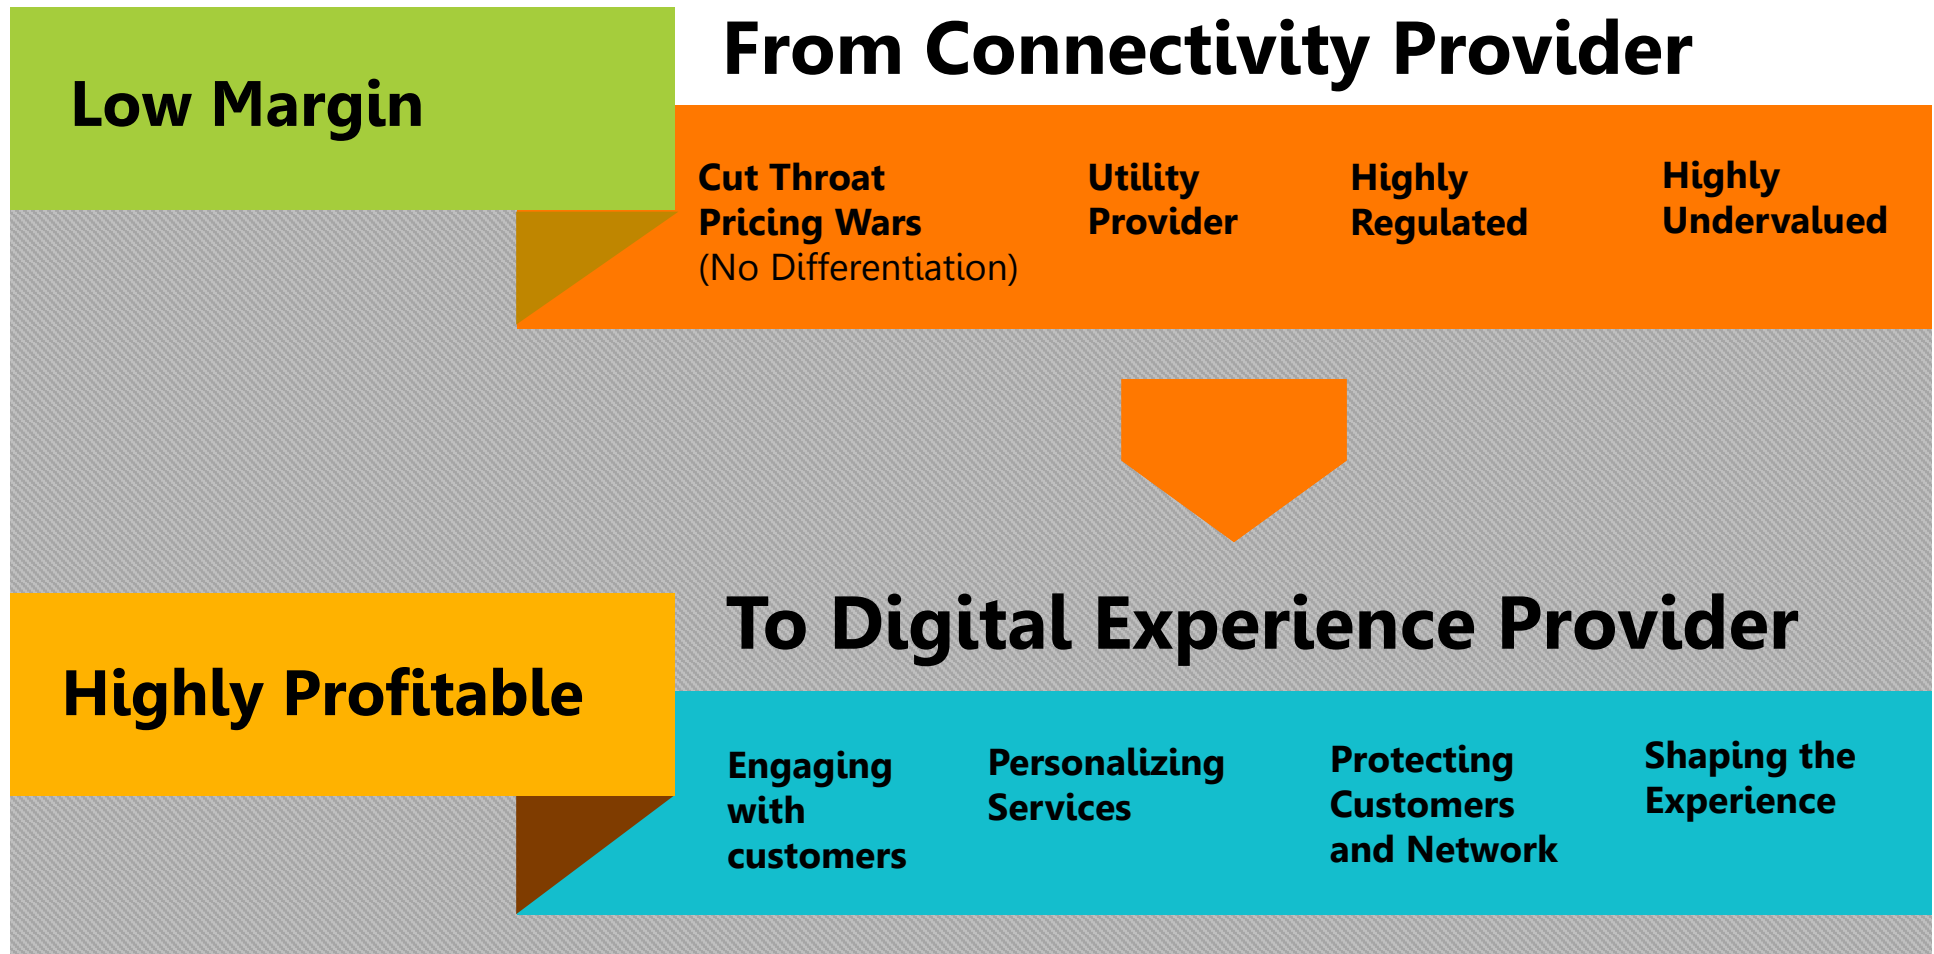 From Connectivity Provider
Low Margin
Cut Throat
Pricing Wars
(No Differentiation)
Utility
Provider
Highly
Regulated
Highly
Undervalued
To Digital Experience Provider
Highly Profitable
Engaging
with
customers
Personalizing
Services
Protecting
Customers
and Network
Shaping the
Experience